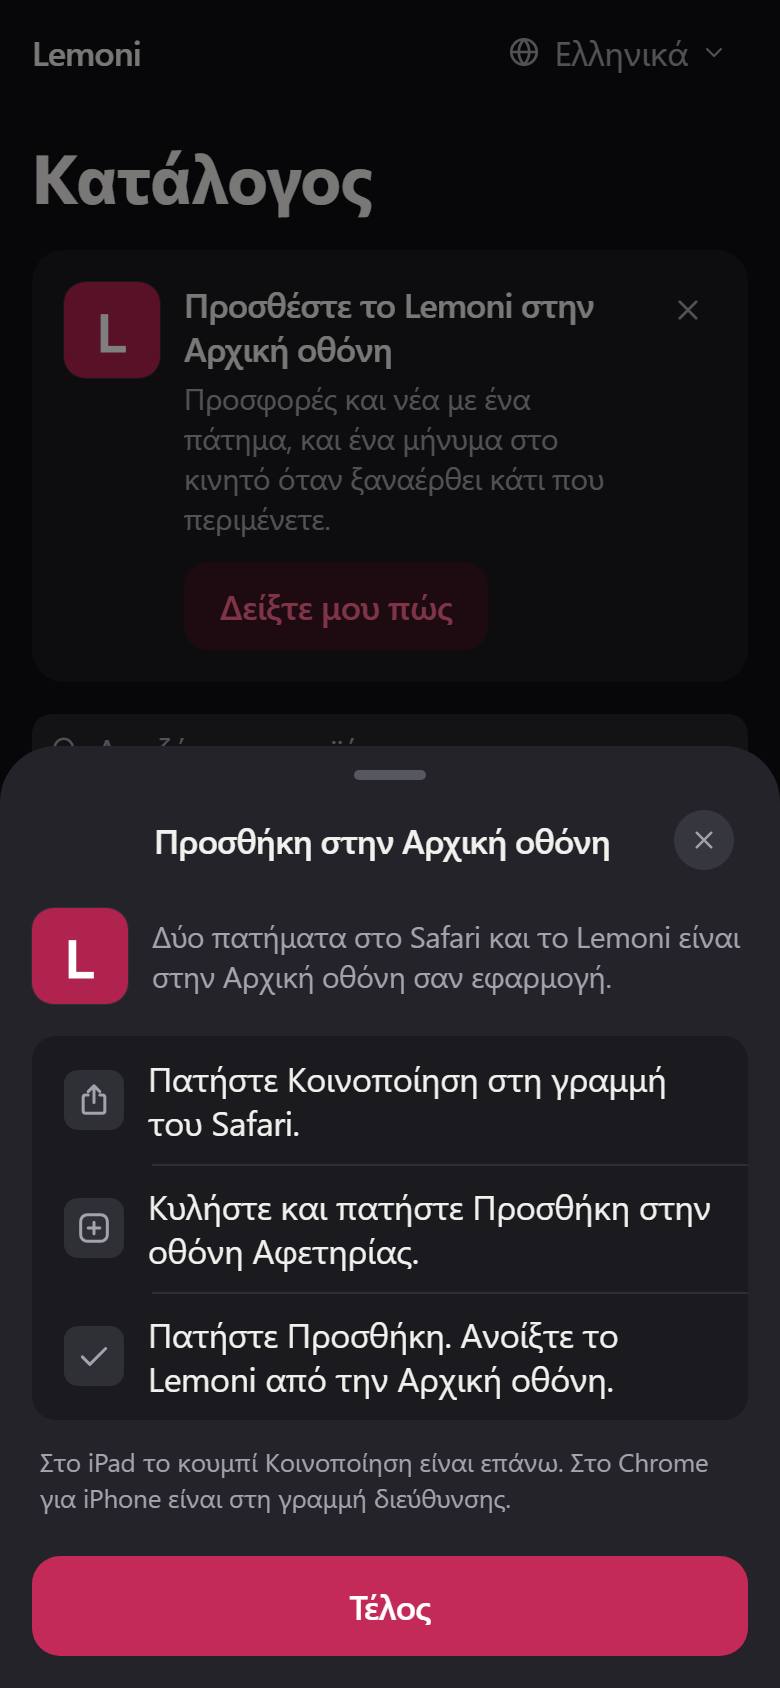 Lemoni
Ελληνικά
Κατάλογος
L
Προσθέστε το Lemoni στην
Αρχική οθόνη
Προσφορές και νέα με ένα
πάτημα, και ένα μήνυμα στο
κινητό όταν ξαναέρθει κάτι που
περιμένετε.
Δείξτε μου πώς
Προσθήκη στην Αρχική οθόνη
L
Δύο πατήματα στο Safari και το Lemoni είναι
στην Αρχική οθόνη σαν εφαρμογή.
Πατήστε Κοινοποίηση στη γραμμή
του Safari.
Κυλήστε και πατήστε Προσθήκη στην
οθόνη Αφετηρίας.
Πατήστε Προσθήκη. Ανοίξτε το
Lemoni από την Αρχική οθόνη.
Στο iPad το κουμπί Κοινοποίηση είναι επάνω. Στο Chrome
για iPhone είναι στη γραμμή διεύθυνσης.
Τέλος